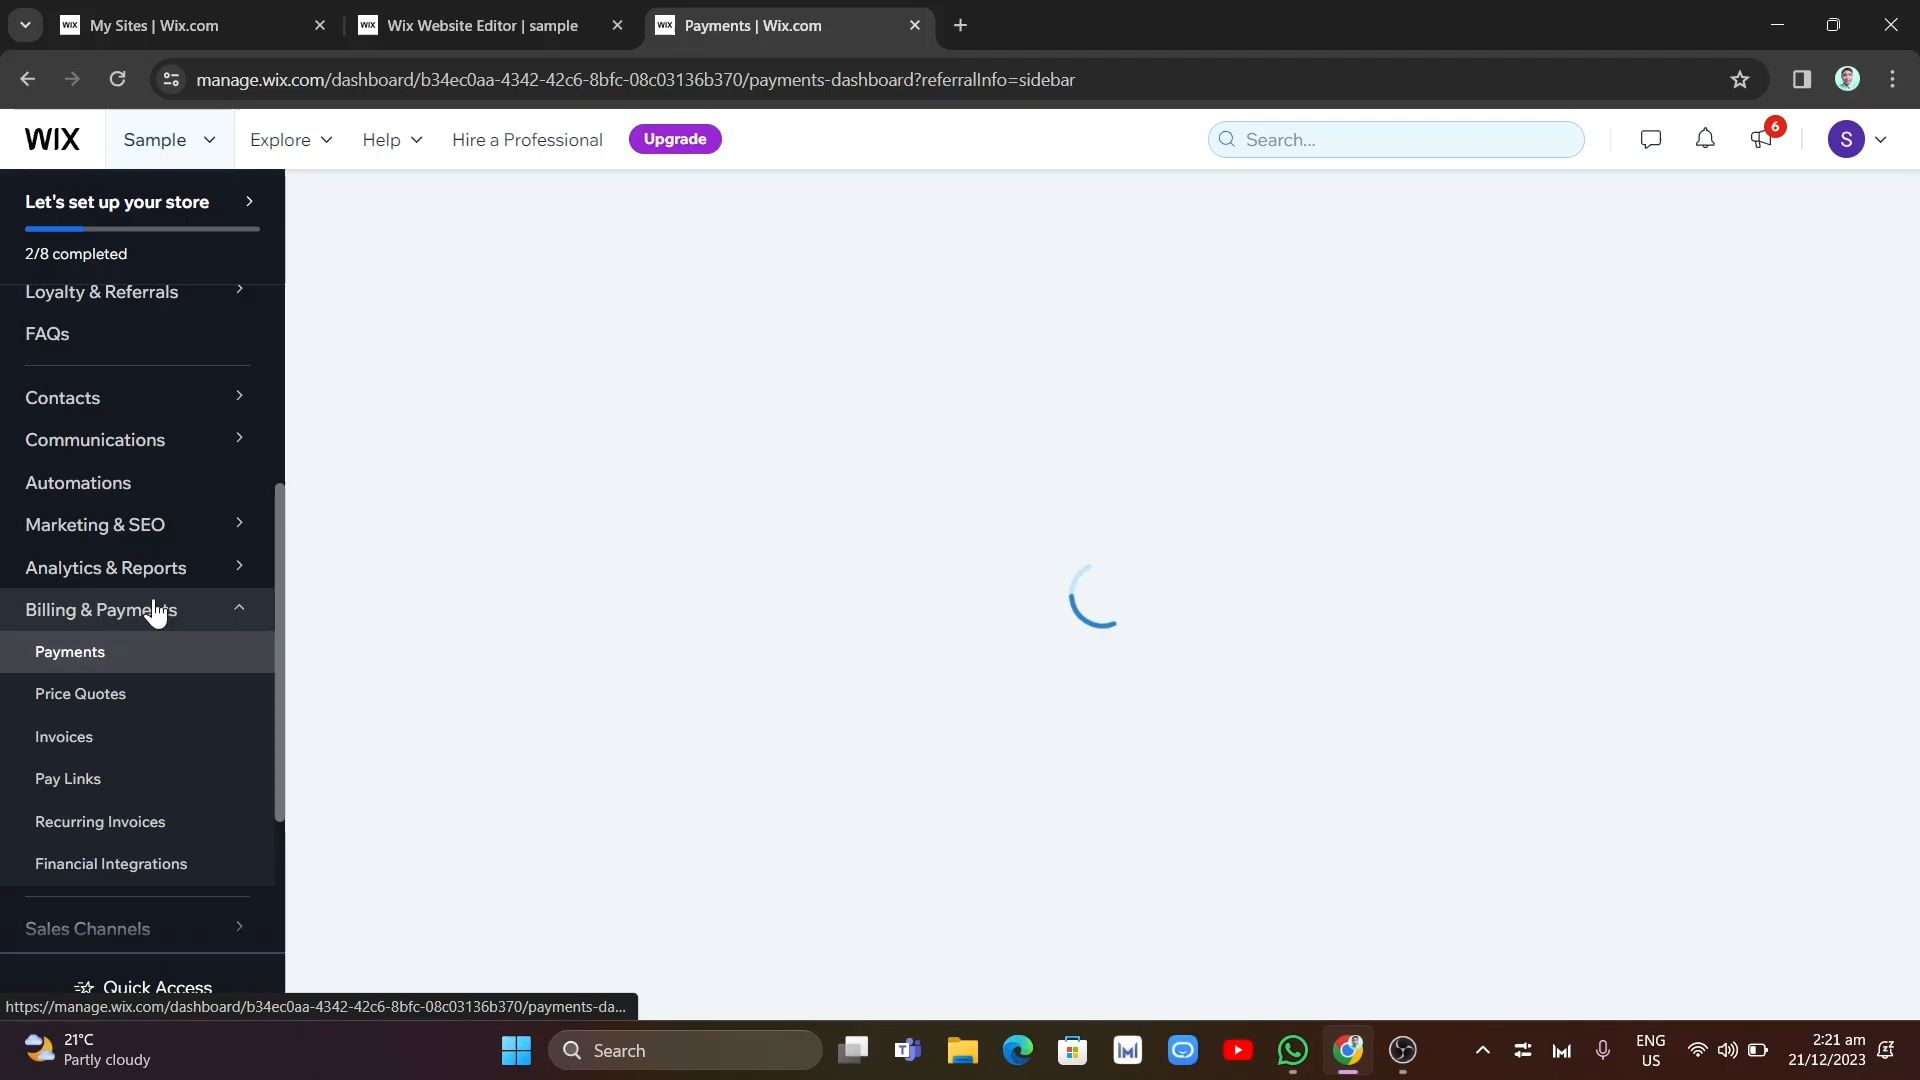 WIX My Sites | Wix.com
WIX Wix Website Editor | sample
WIX Payments | Wix.com
manage.wix.com/dashboard/b34ec0aa-4342-42c6-8bfc-08c03136b370/payments-dashboard?referralInfo=sidebar
WIX
Sample
Explore
Help
Hire a Professional
Upgrade
Search...
6
S
Let's set up your store
2/8 completed
Loyalty & Referrals
FAQs
Contacts
Communications
Automations
Marketing & SEO
Analytics & Reports
Billing & Payments
Payments
Price Quotes
Invoices
Pay Links
Recurring Invoices
Financial Integrations
Sales Channels
Quick Access
https://manage.wix.com/dashboard/b34ec0aa-4342-42c6-8bfc-08c03136b370/payments-da...
21°C
Partly cloudy
Search
ENG
US
2:21 am
21/12/2023